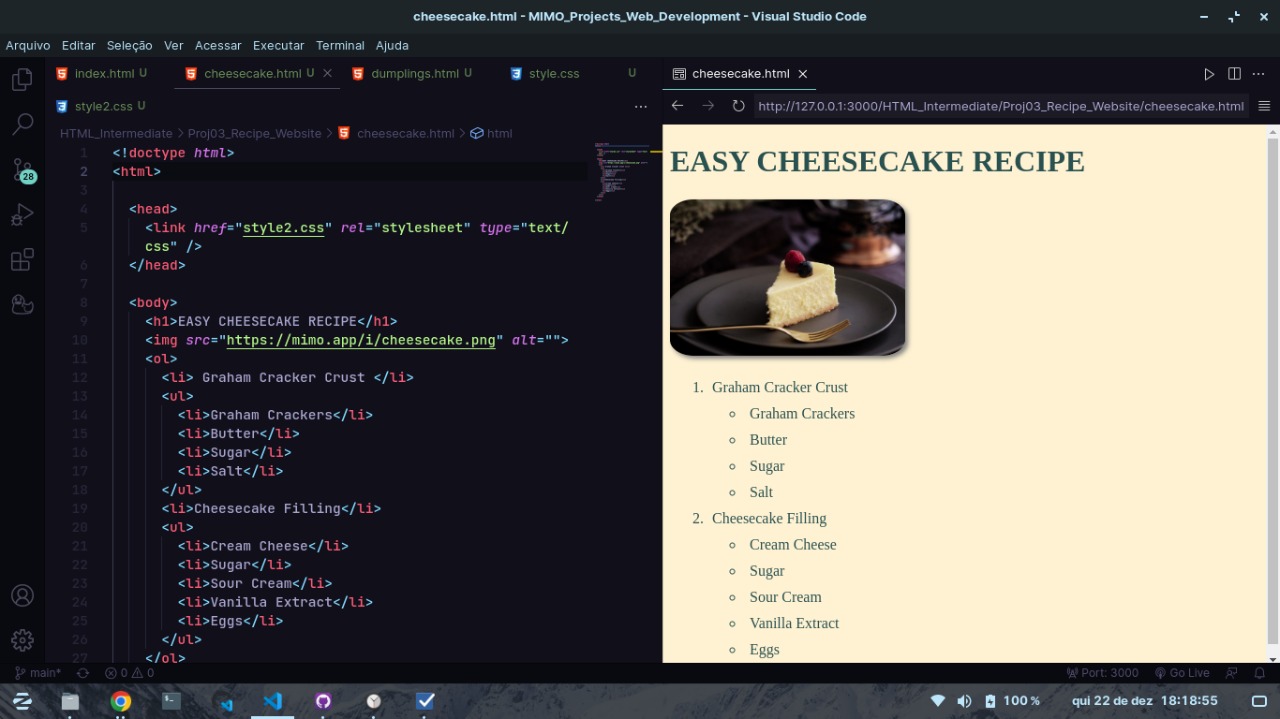 cheesecake.html - MIMO_Projects_Web_Development - Visual Studio Code
Arquivo Editar Seleção Ver Acessar Executar Terminal Ajuda
index.html U cheesecake.html U dumplings.html U style.css U
style2.css U
HTML_Intermediate > Proj03_Recipe_Website > cheesecake.html > html
1 <!doctype html>
2 <html>
3
4 <head>
5 <link href="style2.css" rel="stylesheet" type="text/
css" />
6 </head>
7
8 <body>
9 <h1>EASY CHEESECAKE RECIPE</h1>
10 <img src="https://mimo.app/i/cheesecake.png" alt="">
11 <ol>
12 <li> Graham Cracker Crust </li>
13 <ul>
14 <li>Graham Crackers</li>
15 <li>Butter</li>
16 <li>Sugar</li>
17 <li>Salt</li>
18 </ul>
19 <li>Cheesecake Filling</li>
20 <ul>
21 <li>Cream Cheese</li>
22 <li>Sugar</li>
23 <li>Sour Cream</li>
24 <li>Vanilla Extract</li>
25 <li>Eggs</li>
26 </ul>
27 </ol>
28
cheesecake.html
http://127.0.0.1:3000/HTML_Intermediate/Proj03_Recipe_Website/cheesecake.html
EASY CHEESECAKE RECIPE
1. Graham Cracker Crust
Graham Crackers
Butter
Sugar
Salt
2. Cheesecake Filling
Cream Cheese
Sugar
Sour Cream
Vanilla Extract
Eggs
main* 0 0 Port: 3000 Go Live
100 % qui 22 de dez 18:18:55